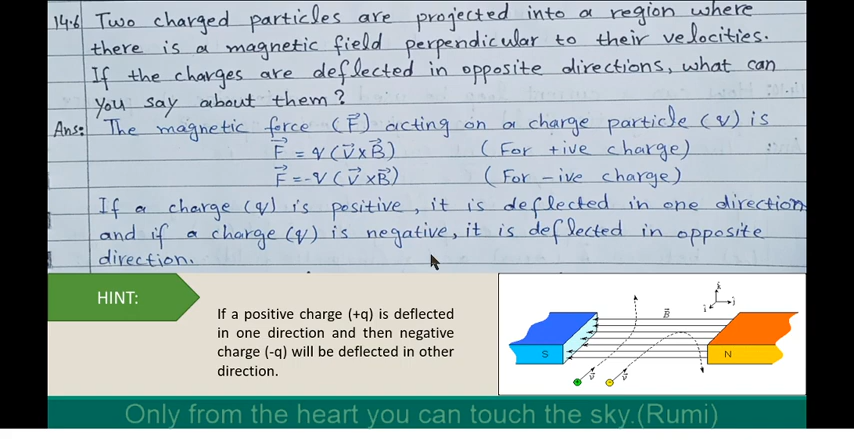 14.6 Two charged particles are projected into a region where
there is a magnetic field perpendicular to their velocities.
If the charges are deflected in opposite directions, what can
you say about them?
Ans: The magnetic force (F⃗) acting on a charge particle (q) is
F⃗ = q (V⃗ x B⃗) (For +ive charge)
F⃗ = -q (V⃗ x B⃗) (For -ive charge)
If a charge (q) is positive, it is deflected in one direction
and if a charge (q) is negative, it is deflected in opposite
direction.
HINT:
If a positive charge (+q) is deflected
in one direction and then negative
charge (-q) will be deflected in other
direction.
k
B⃗
i j
S N
v⃗ v⃗
Only from the heart you can touch the sky.(Rumi)